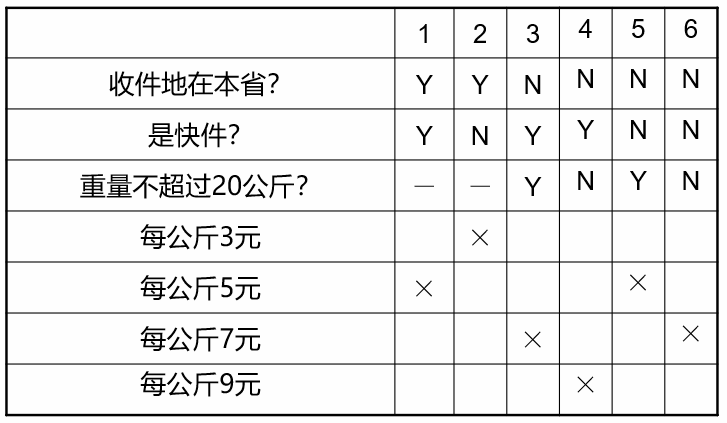 1 2 3 4 5 6
收件地在本省? Y Y N N N N
是快件? Y N Y Y N N
重量不超过20公斤? — — Y N Y N
每公斤3元 ×
每公斤5元 × ×
每公斤7元 × ×
每公斤9元 ×